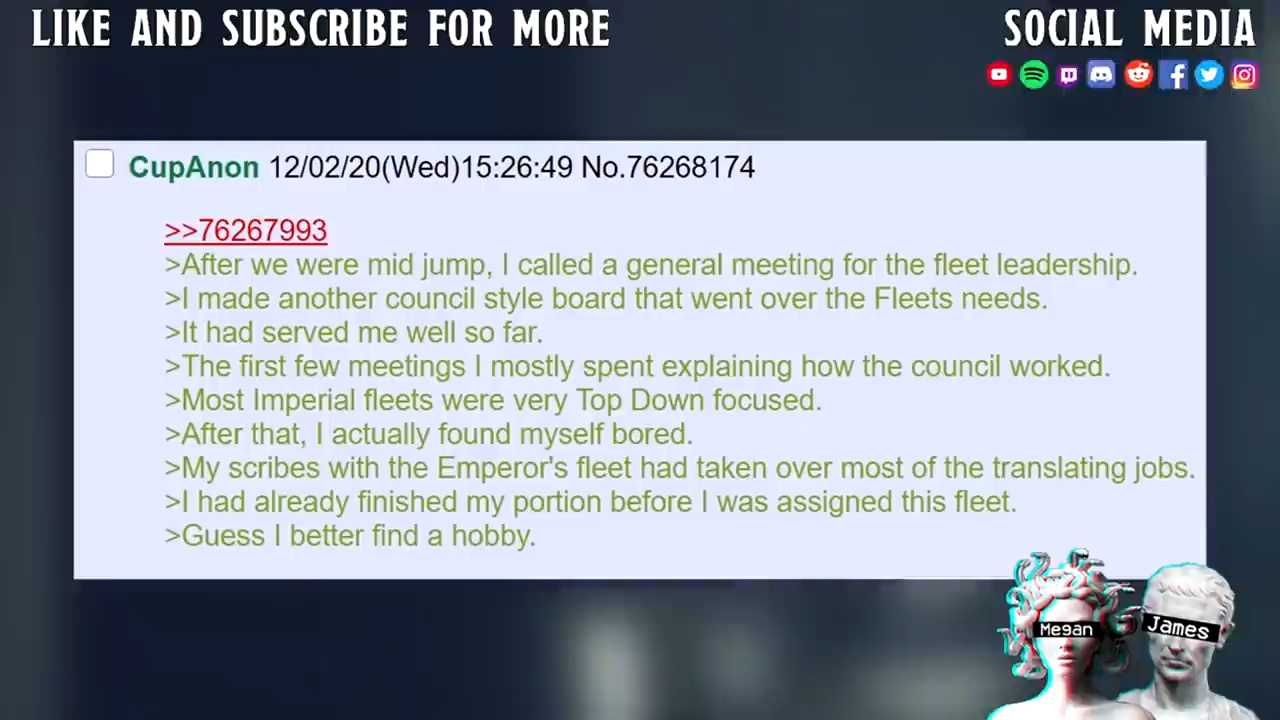 LIKE AND SUBSCRIBE FOR MORE
SOCIAL MEDIA
CupAnon 12/02/20(Wed)15:26:49 No.76268174
>>76267993
>After we were mid jump, I called a general meeting for the fleet leadership.
>I made another council style board that went over the Fleets needs.
>It had served me well so far.
>The first few meetings I mostly spent explaining how the council worked.
>Most Imperial fleets were very Top Down focused.
>After that, I actually found myself bored.
>My scribes with the Emperor's fleet had taken over most of the translating jobs.
>I had already finished my portion before I was assigned this fleet.
>Guess I better find a hobby.
Megan
James